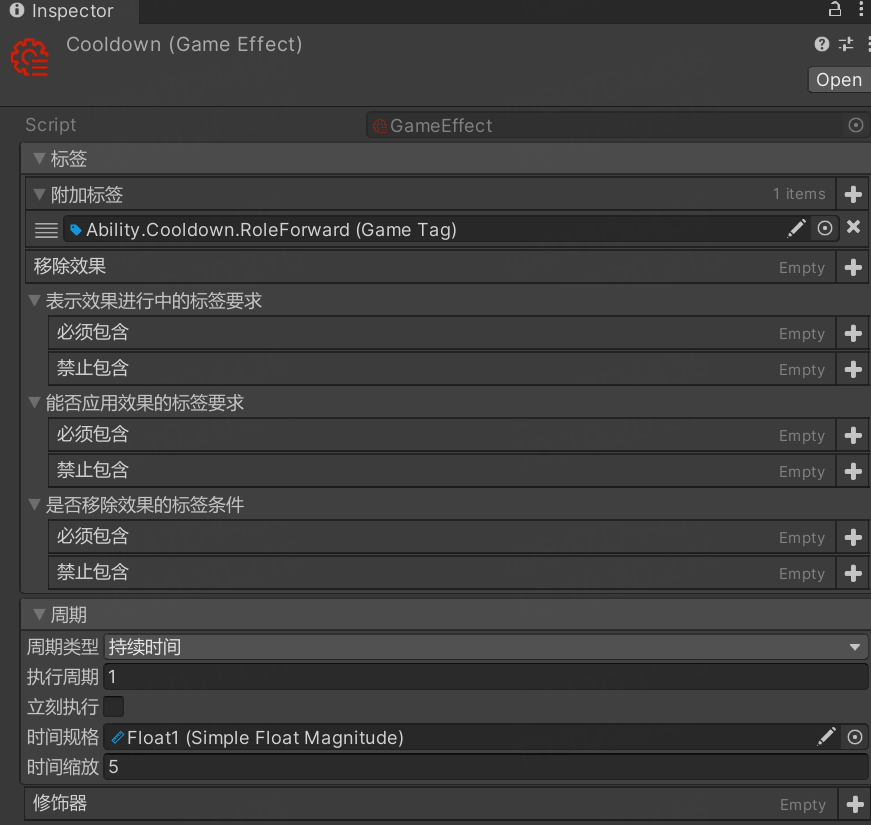 Inspector
Cooldown (Game Effect)
Open
Script GameEffect
标签
附加标签 1 items
Ability.Cooldown.RoleForward (Game Tag)
移除效果 Empty
表示效果进行中的标签要求
必须包含 Empty
禁止包含 Empty
能否应用效果的标签要求
必须包含 Empty
禁止包含 Empty
是否移除效果的标签条件
必须包含 Empty
禁止包含 Empty
周期
周期类型 持续时间
执行周期 1
立刻执行
时间规格 Float1 (Simple Float Magnitude)
时间缩放 5
修饰器 Empty